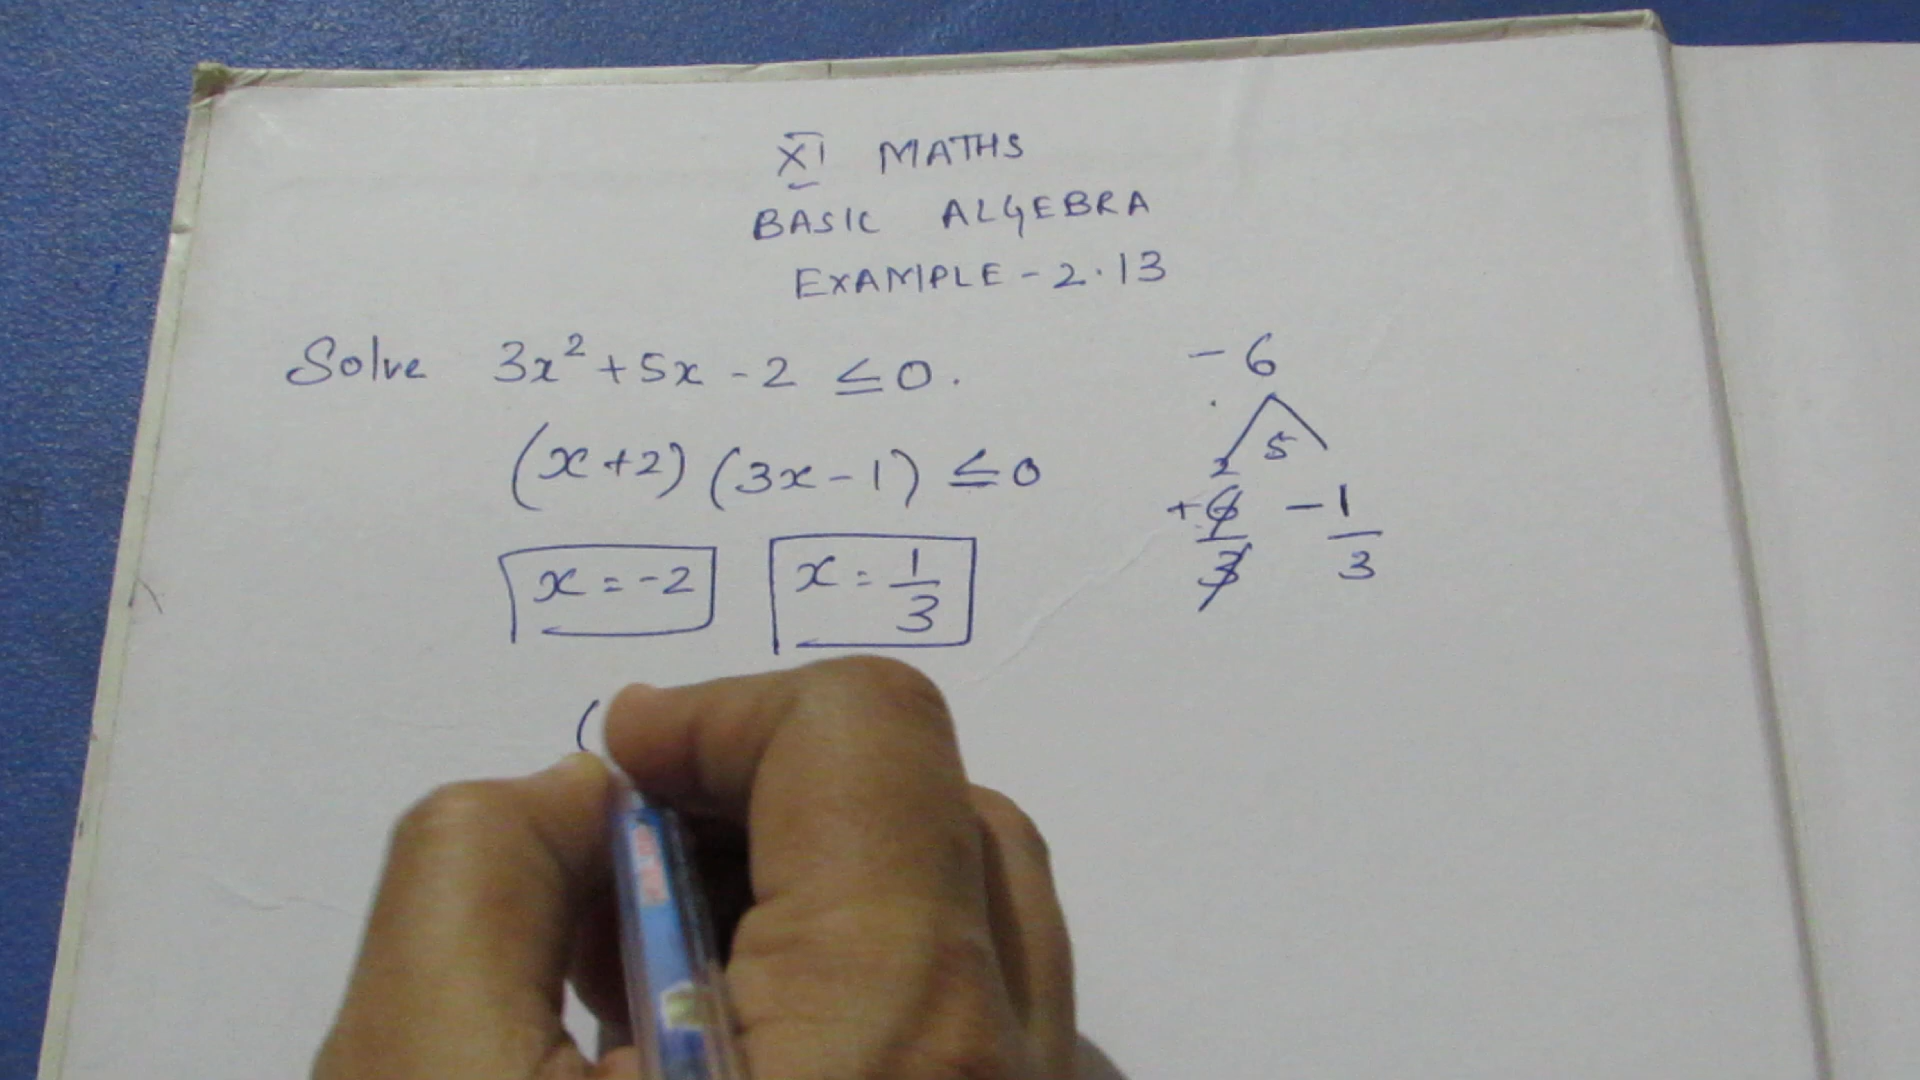 XI MATHS
BASIC ALGEBRA
EXAMPLE - 2.13
Solve 3x² + 5x - 2 ≤ 0.
(x+2) (3x-1) ≤ 0
x = -2 x = 1/3
(
-6
5
2
+6/3 -1/3